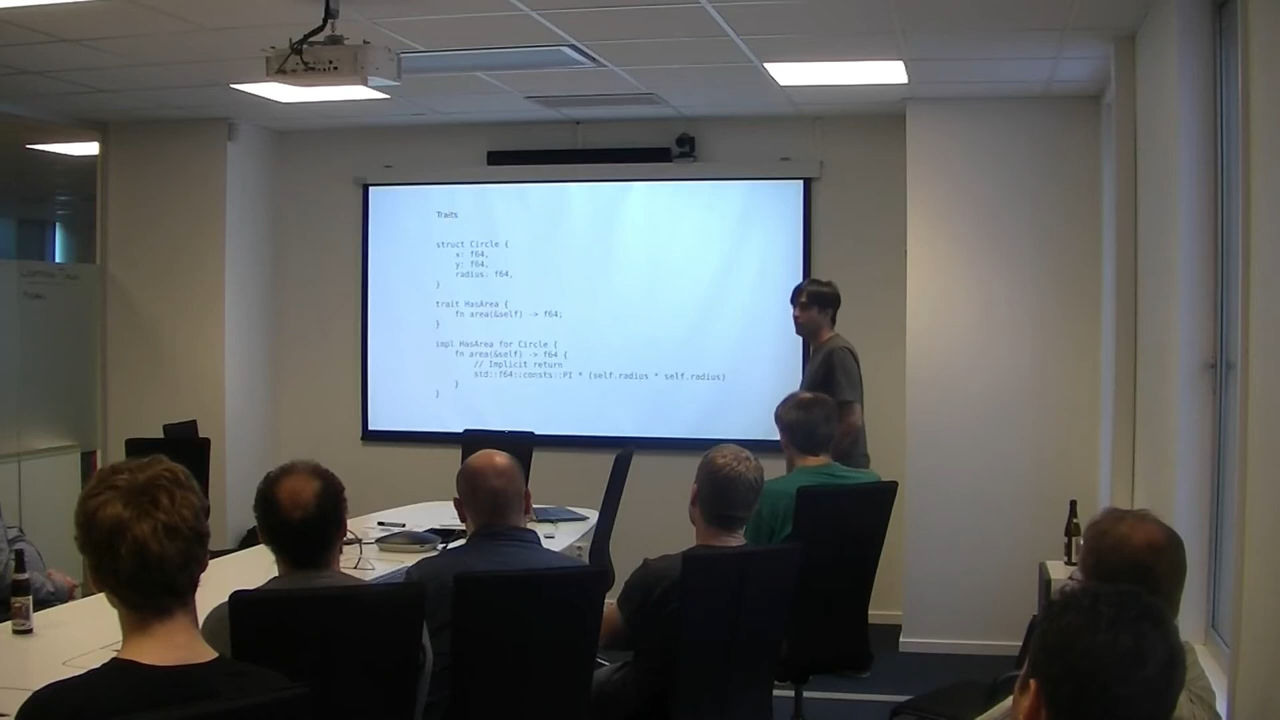 Traits
struct Circle {
x: f64,
y: f64,
radius: f64,
}
trait HasArea {
fn area(&self) -> f64;
}
impl HasArea for Circle {
fn area(&self) -> f64 {
// Implicit return
std::f64::consts::PI * (self.radius * self.radius)
}
}